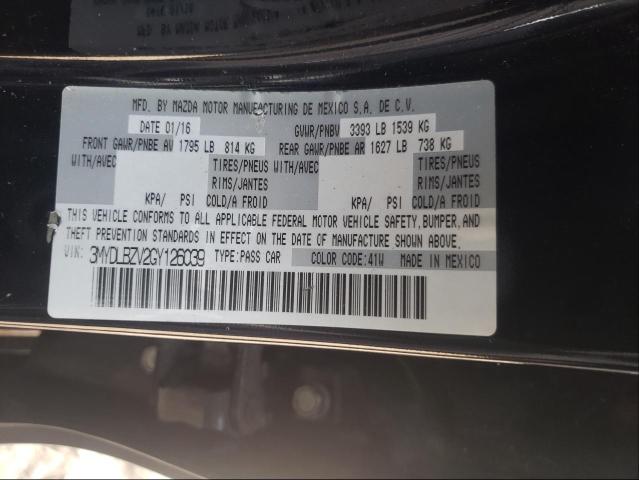 MFD. BY MAZDA MOTOR MANUFACTURING DE MEXICO S.A. DE C.V.
DATE 01/16 GVWR/PNBV 3393 LB 1539 KG
FRONT GAWR/PNBE AV 1795 LB 814 KG REAR GAWR/PNBE AR 1627 LB 738 KG
WITH/AVEC TIRES/PNEUS WITH/AVEC TIRES/PNEUS
RIMS/JANTES RIMS/JANTES
KPA/ PSI COLD/A FROID KPA/ PSI COLD/A FROID
THIS VEHICLE CONFORMS TO ALL APPLICABLE FEDERAL MOTOR VEHICLE SAFETY, BUMPER, AND
THEFT PREVENTION STANDARDS IN EFFECT ON THE DATE OF MANUFACTURE SHOWN ABOVE.
VIN: 3MYDLBZV2GY126039 TYPE: PASS CAR COLOR CODE: 41W MADE IN MEXICO